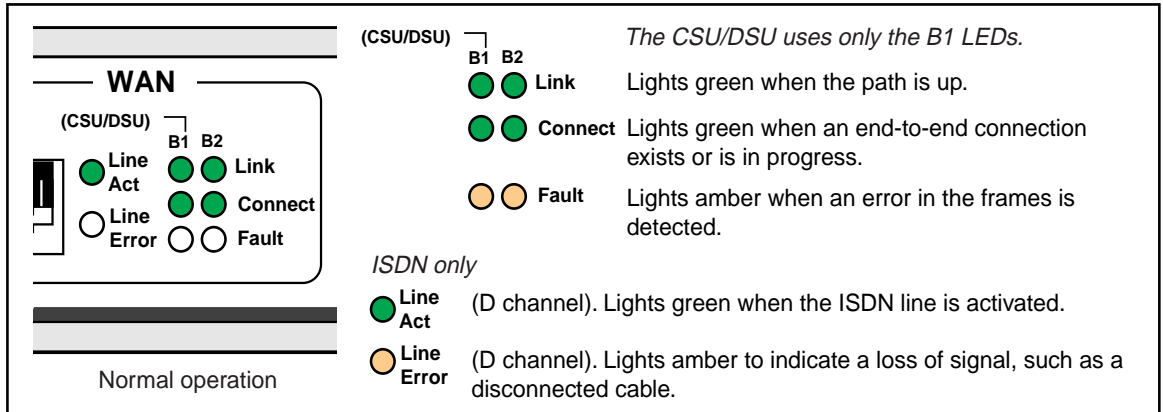 WAN
(CSU/DSU)
B1 B2
Line
Act
Link
Connect
Line
Error
Fault
Normal operation
(CSU/DSU)
The CSU/DSU uses only the B1 LEDs.
B1 B2
Link Lights green when the path is up.
Connect Lights green when an end-to-end connection
exists or is in progress.
Fault Lights amber when an error in the frames is
detected.
ISDN only
Line
Act
(D channel). Lights green when the ISDN line is activated.
Line
Error
(D channel). Lights amber to indicate a loss of signal, such as a
disconnected cable.